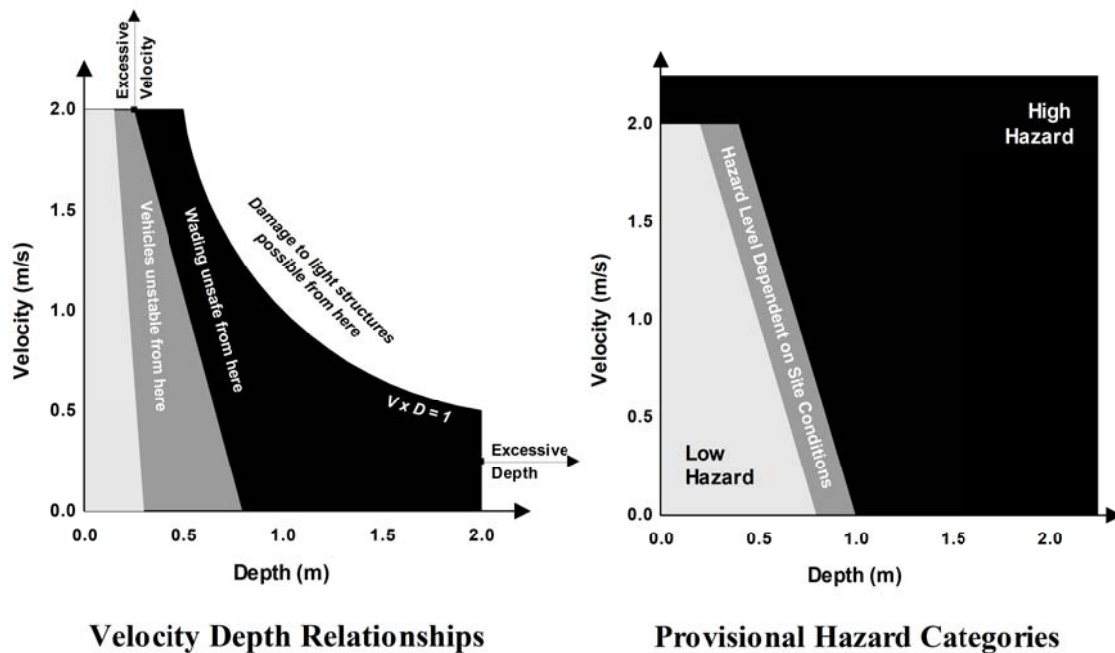 Excessive
Velocity
2.0
1.5
1.0
0.5
0.0
Velocity (m/s)
Vehicles unstable from here
Wading unsafe from here
Damage to light structures
possible from here
V x D = 1
Excessive
Depth
0.0
0.5
1.0
1.5
2.0
Depth (m)
Velocity Depth Relationships
2.0
1.5
1.0
0.5
0.0
Velocity (m/s)
High
Hazard
Hazard Level Dependent on Site Conditions
Low
Hazard
0.0
0.5
1.0
1.5
2.0
Depth (m)
Provisional Hazard Categories